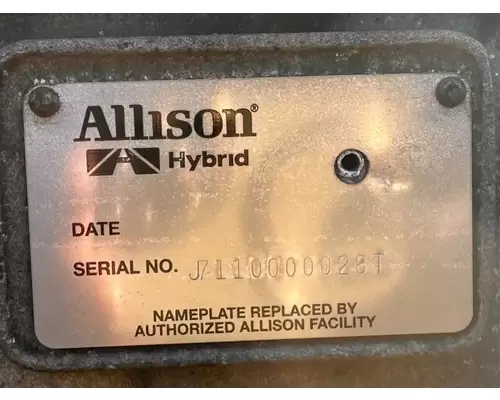 Allison®
Hybrid
DATE
SERIAL NO. J7110000028T
NAMEPLATE REPLACED BY
AUTHORIZED ALLISON FACILITY